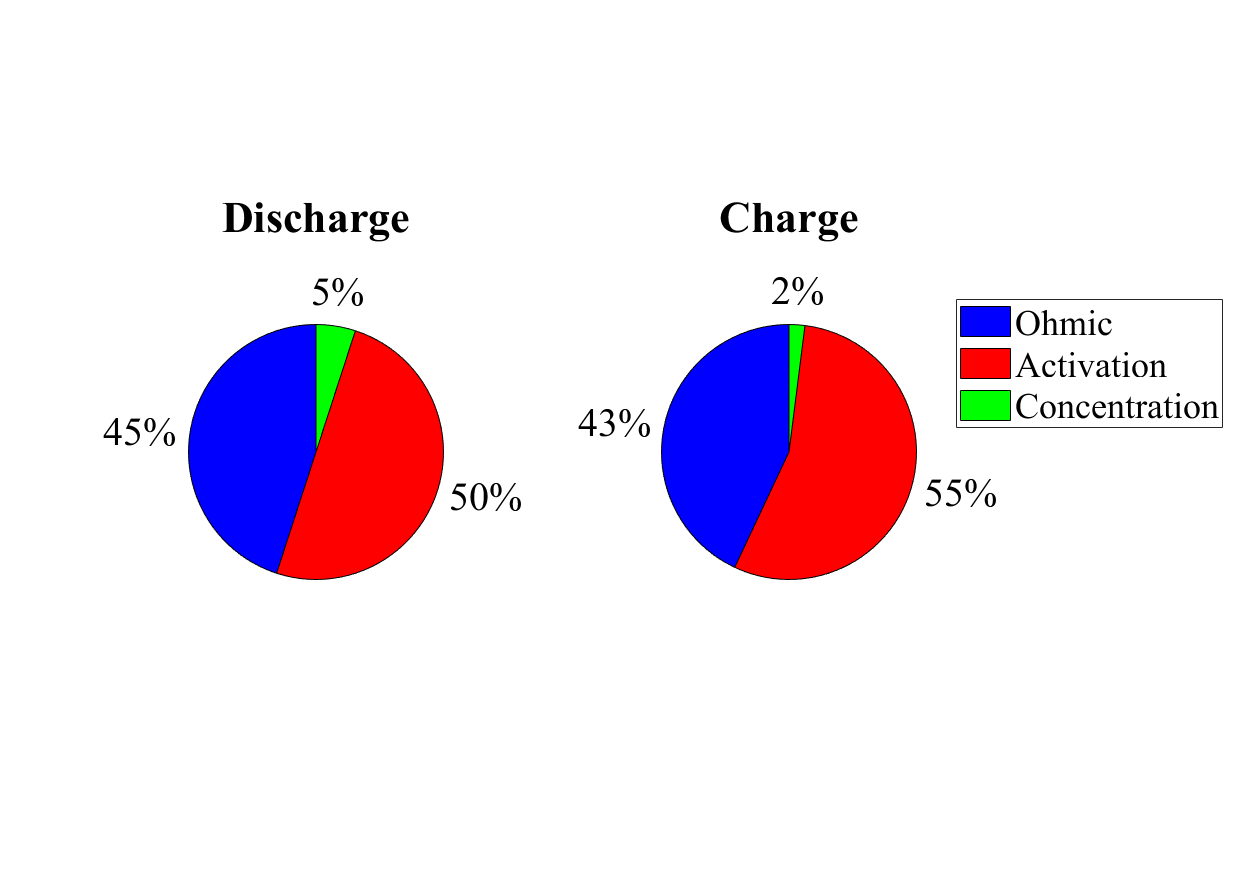 Discharge
5%
45%
50%
Charge
2%
43%
55%
Ohmic
Activation
Concentration